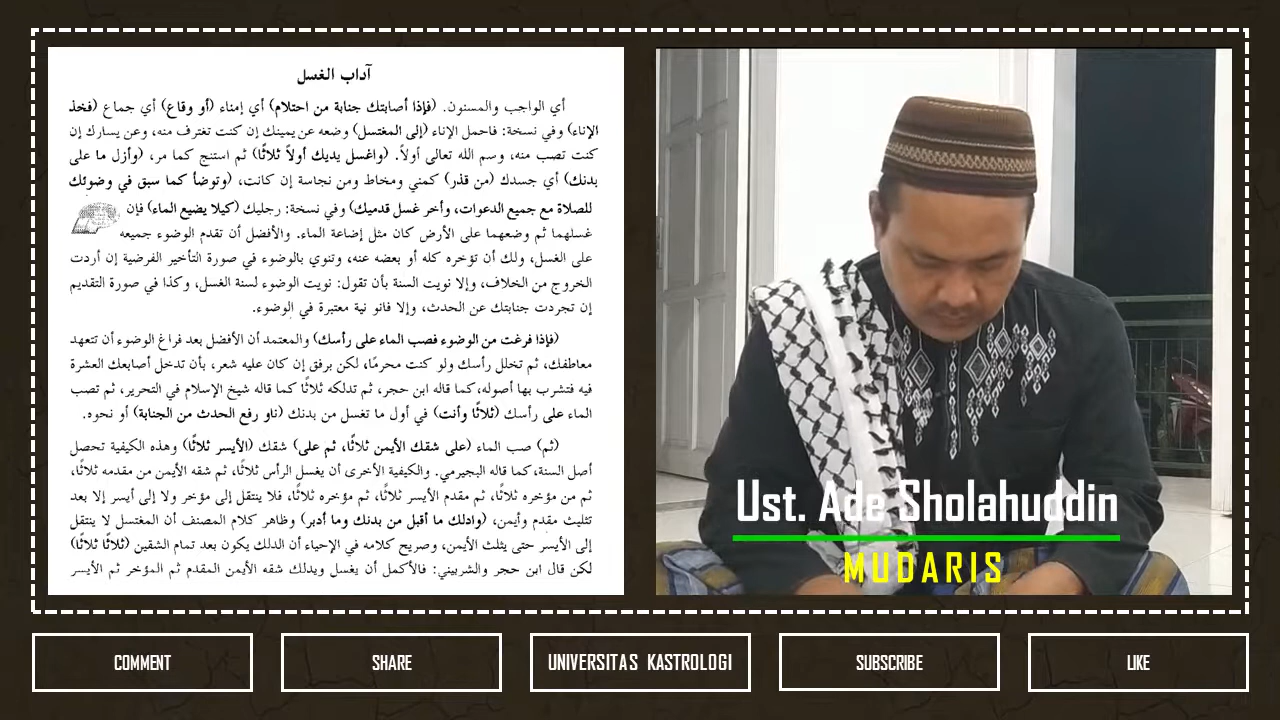 آداب الغسل
أي الواجب والمسنون. (فإذا أصابتك جنابة من احتلام) أي إمناء (أو وقاع) أي جماع (فخذ
الإناء) وفي نسخة: فاحمل الإناء (إلى المغتسل) وضعه عن يمينك إن كنت تغترف منه، وعن يسارك إن
كنت تصب منه، وسم الله تعالى أولاً. (واغسل يديك أولاً ثلاثًا) ثم استنج كما مر، (وأزل ما على
بدنك) أي جسدك (من قذر) كمني ومخاط ومن نجاسة إن كانت، (وتوضأ كما سبق في وضوئك
للصلاة مع جميع الدعوات، وأخر غسل قدميك) وفي نسخة: رجليك (كيلا يضيع الماء) فإن
غسلهما ثم وضعهما على الأرض كان مثل إضاعة الماء. والأفضل أن تقدم الوضوء جميعه
على الغسل، ولك أن تؤخره كله أو بعضه عنه، وتنوي بالوضوء في صورة التأخير الفرضية إن أردت
الخروج من الخلاف، وإلا نويت السنة بأن تقول: نويت الوضوء لسنة الغسل، وكذا في صورة التقديم
إن تجردت جنابتك عن الحدث، وإلا فانو نية معتبرة في الوضوء.
(فإذا فرغت من الوضوء فصب الماء على رأسك) والمعتمد أن الأفضل بعد فراغ الوضوء أن تتعهد
معاطفك، ثم تخلل رأسك ولو كنت محرمًا، لكن برفق إن كان عليه شعر، بأن تدخل أصابعك العشرة
فيه فتشرب بها أصوله، كما قاله ابن حجر، ثم تدلكه ثلاثًا كما قاله شيخ الإسلام في التحرير، ثم تصب
الماء على رأسك (ثلاثًا وأنت) في أول ما تغسل من بدنك (ناو رفع الحدث من الجنابة) أو نحوه.
(ثم) صب الماء (على شقك الأيمن ثلاثًا، ثم على) شقك (الأيسر ثلاثًا) وهذه الكيفية تحصل
أصل السنة، كما قاله البجيرمي. والكيفية الأخرى أن يغسل الرأس ثلاثًا، ثم شقه الأيمن من مقدمه ثلاثًا،
ثم من مؤخره ثلاثًا، ثم مقدم الأيسر ثلاثًا، ثم مؤخره ثلاثًا، فلا ينتقل إلى مؤخر ولا إلى أيسر إلا بعد
تثليث مقدم وأيمن، (وادلك ما أقبل من بدنك وما أدبر) وظاهر كلام المصنف أن المغتسل لا ينتقل
إلى الأيسر حتى يثلث الأيمن، وصريح كلامه في الإحياء أن الدلك يكون بعد تمام الشقين (ثلاثًا ثلاثًا)
لكن قال ابن حجر والشربيني: فالأكمل أن يغسل ويدلك شقه الأيمن المقدم ثم المؤخر ثم الأيسر
Ust. Ade Sholahuddin
MUDARIS
COMMENT
SHARE
UNIVERSITAS KASTROLOGI
SUBSCRIBE
LIKE